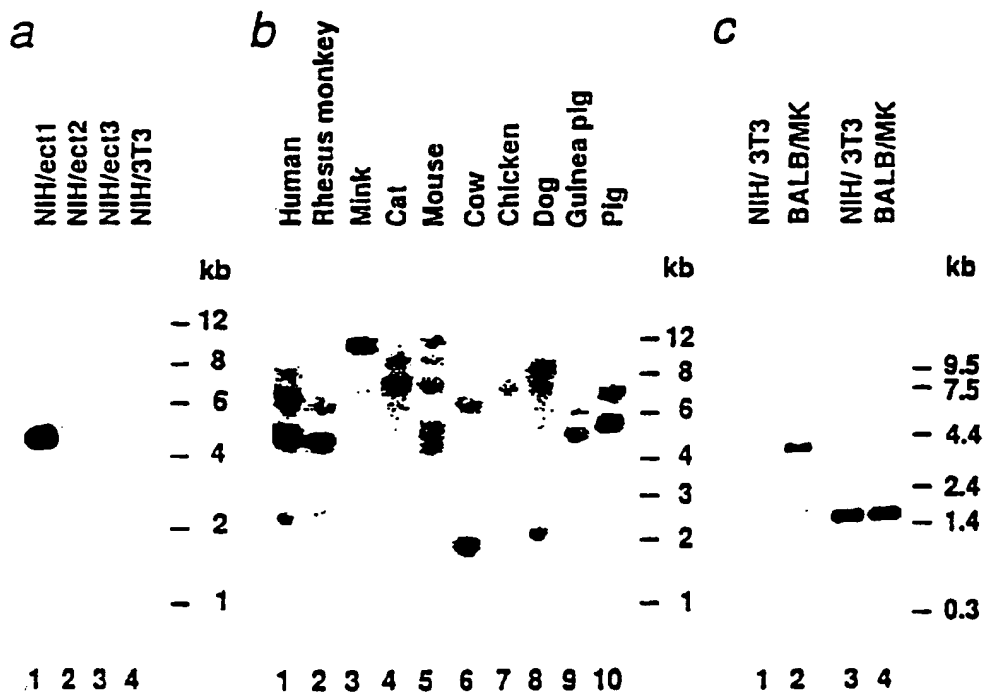 a
NIH/ect1
NIH/ect2
NIH/ect3
NIH/3T3
kb
12
8
6
4
2
1
1 2 3 4
b
Human
Rhesus monkey
Mink
Cat
Mouse
Cow
Chicken
Dog
Guinea pig
Pig
kb
12
8
6
4
3
2
1
1 2 3 4 5 6 7 8 9 10
c
NIH/ 3T3
BALB/MK
NIH/ 3T3
BALB/MK
kb
9.5
7.5
4.4
2.4
1.4
0.3
1 2 3 4